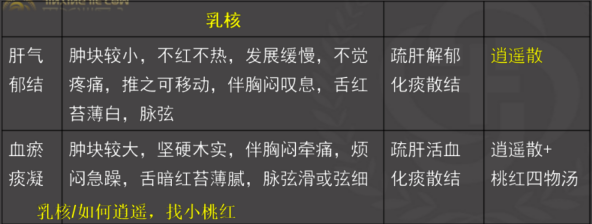 乳核
肝气
郁结
肿块较小，不红不热，发展缓慢，不觉
疼痛，推之可移动，伴胸闷叹息，舌红
苔薄白，脉弦
疏肝解郁
化痰散结
逍遥散
血瘀
痰凝
肿块较大，坚硬木实，伴胸闷牵痛，烦
闷急躁，舌暗红苔薄腻，脉弦滑或弦细
疏肝活血
化痰散结
逍遥散+
桃红四物汤
乳核/如何逍遥，找小桃红